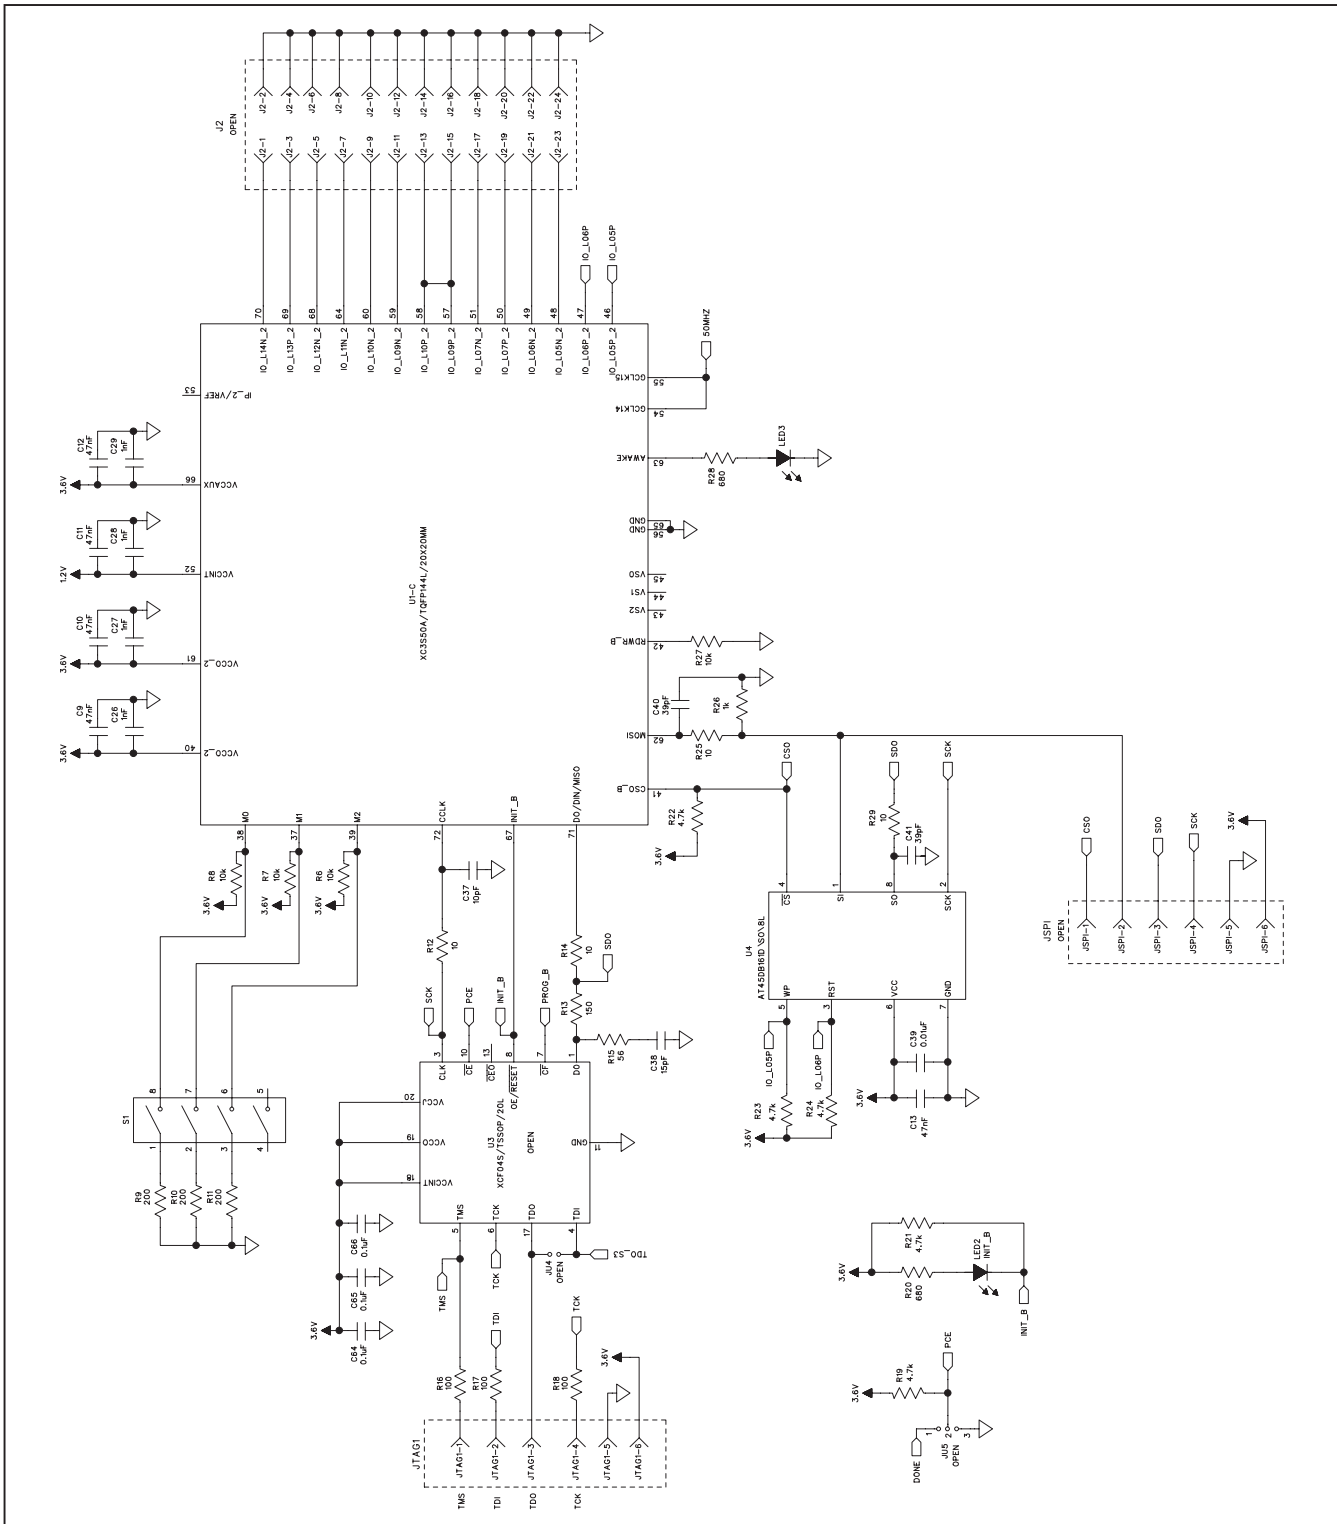 J2
OPEN
J2-2
J2-4
J2-6
J2-8
J2-10
J2-12
J2-14
J2-16
J2-18
J2-20
J2-22
J2-24
J2-1
J2-3
J2-5
J2-7
J2-9
J2-11
J2-13
J2-15
J2-17
J2-19
J2-21
J2-23
IO_L06P
IO_L05P
70
69
68
64
60
59
58
57
51
50
49
48
47
46
IO_L14N_2
IO_L13P_2
IO_L12N_2
IO_L11N_2
IO_L10N_2
IO_L09N_2
IO_L10P_2
IO_L09P_2
IO_L07N_2
IO_L07P_2
IO_L06N_2
IO_L05N_2
IO_L06P_2
IO_L05P_2
53
IP_2/VREF
C12
47nF
C29
1nF
3.6V
66
VCCAUX
C11
47nF
C28
1nF
1.2V
52
VCCINT
C10
47nF
C27
1nF
3.6V
61
VCCO_2
C9
47nF
C26
1nF
3.6V
40
VCCO_2
U1-C
XC3S50A/TQFP144L/20X20MM
GCLK15
55
GCLK14
54
50MHZ
AWAKE
63
R28
680
LED3
GND
65
GND
56
VS0
45
VS1
44
VS2
43
RDWR_B
42
R27
10k
C40
39pF
R26
1k
MOSI
62
R25
10
CSO_B
41
R22
4.7k
3.6V
CSO
SDO
SCK
R29
10
C41
39pF
M0
38
M1
37
M2
39
R8
10k
3.6V
R7
10k
3.6V
R6
10k
3.6V
CCLK
72
INIT_B
67
DO/DIN/MISO
71
C37
10pF
R12
10
R14
10
SDO
R13
150
R15
56
C38
15pF
SCK
PCE
INIT_B
PROG_B
3
10
13
8
7
1
CLK
CE
CEO
OE/RESET
CF
DO
20
VCCJ
19
VCCO
18
VCCINT
U3
XCF04S/TSSOP/20L
OPEN
GND
11
TMS
TCK
TDO
TDI
5
6
17
4
S1
8
7
6
5
1
2
3
4
R9
200
R10
200
R11
200
C66
0.1uF
C65
0.1uF
C64
0.1uF
3.6V
TMS
TCK
JU4
OPEN
TDO_S3
TDI
TCK
R16
100
R17
100
R18
100
3.6V
JTAG1
JTAG1-1
JTAG1-2
JTAG1-3
JTAG1-4
JTAG1-5
JTAG1-6
TMS
TDI
TDO
TCK
4
1
8
2
CS
SI
SO
SCK
U4
AT45DB161D\SO\8L
WP
RST
VCC
GND
5
3
6
7
IO_L05P
IO_L06P
R23
4.7k
R24
4.7k
3.6V
C39
0.01uF
3.6V
C13
47nF
CSO
SDO
SCK
3.6V
JSPI
OPEN
JSPI-1
JSPI-2
JSPI-3
JSPI-4
JSPI-5
JSPI-6
R21
4.7k
3.6V
R20
680
LED2
INIT_B
INIT_B
R19
4.7k
3.6V
PCE
DONE
1
2
3
JU5
OPEN